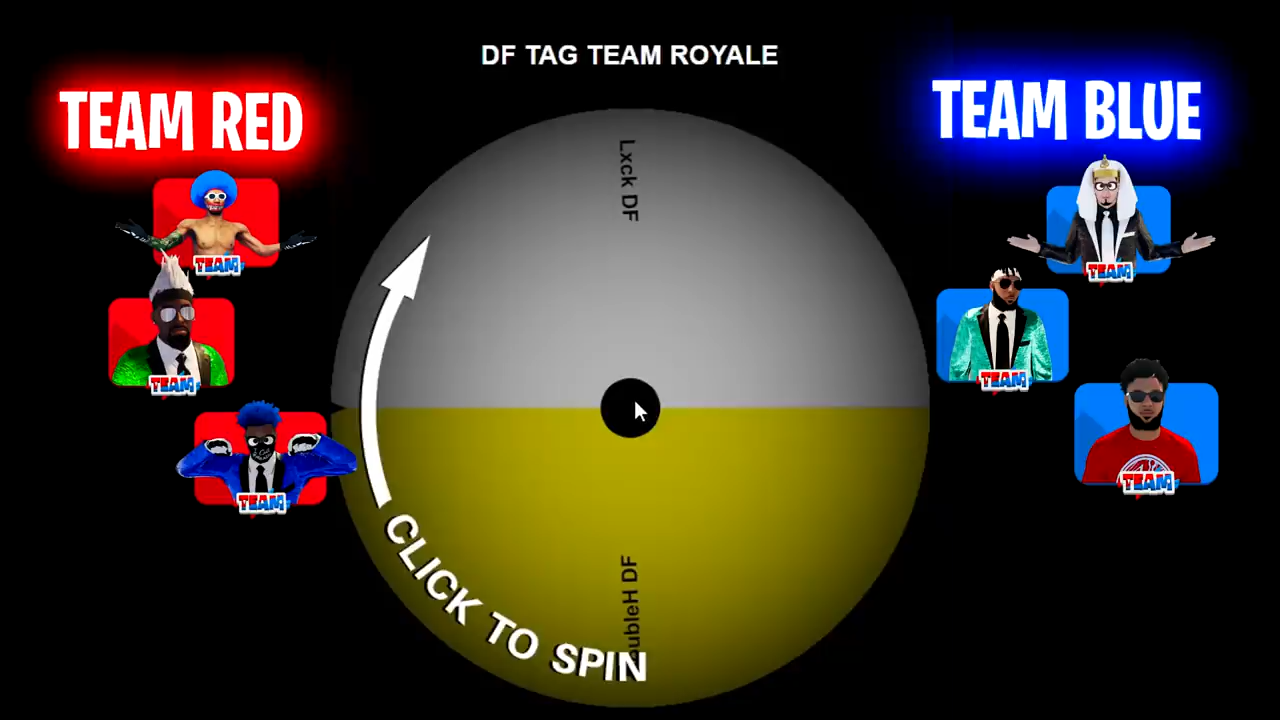 DF TAG TEAM ROYALE
TEAM RED
TEAM BLUE
Lxck DF
TEAM
TEAM
TEAM
TEAM
TEAM
TEAM
DF
CLICK TO SPIN